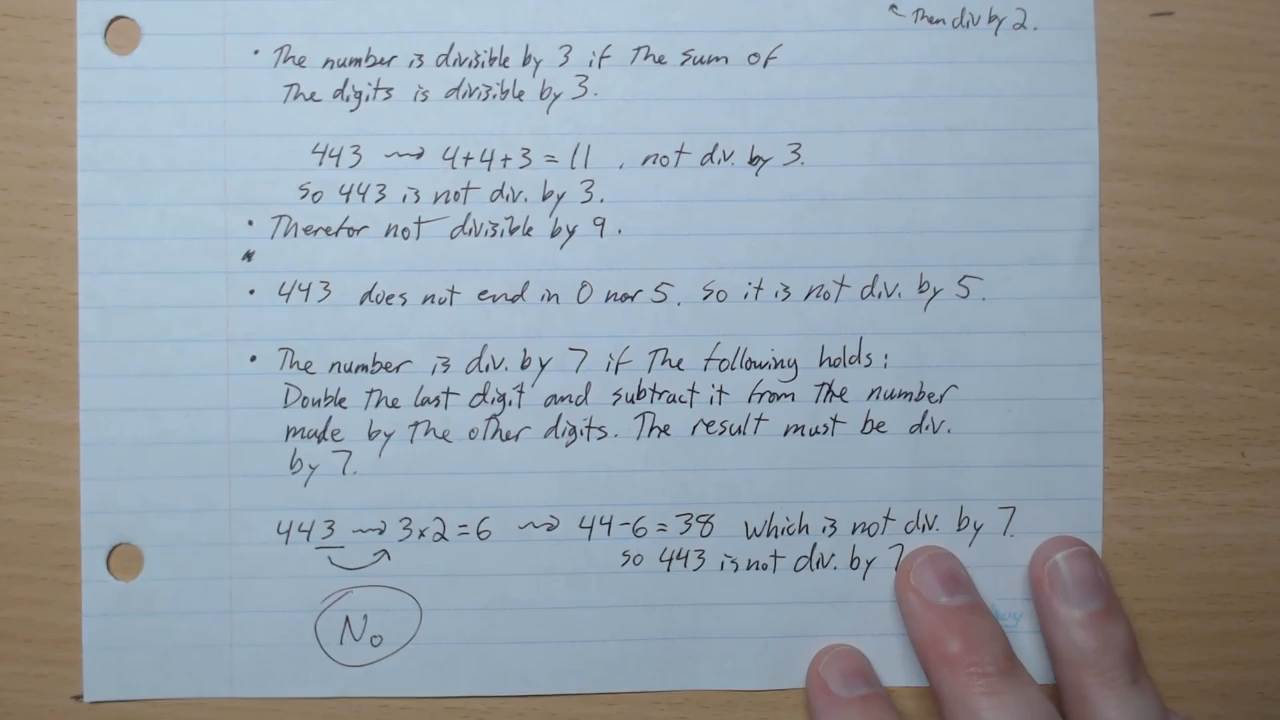 Then div by 2.
• The number is divisible by 3 if the sum of
the digits is divisible by 3.
443 ⟿ 4+4+3 = 11, not div. by 3.
So 443 is not div. by 3.
• Therefor not divisible by 9.
• 443 does not end in 0 nor 5. So it is not div. by 5.
• The number is div. by 7 if the following holds:
Double the last digit and subtract it from the number
made by the other digits. The result must be div.
by 7.
443 ⟿ 3×2=6 ⟿ 44-6=38 which is not div. by 7.
so 443 is not div. by 7
No